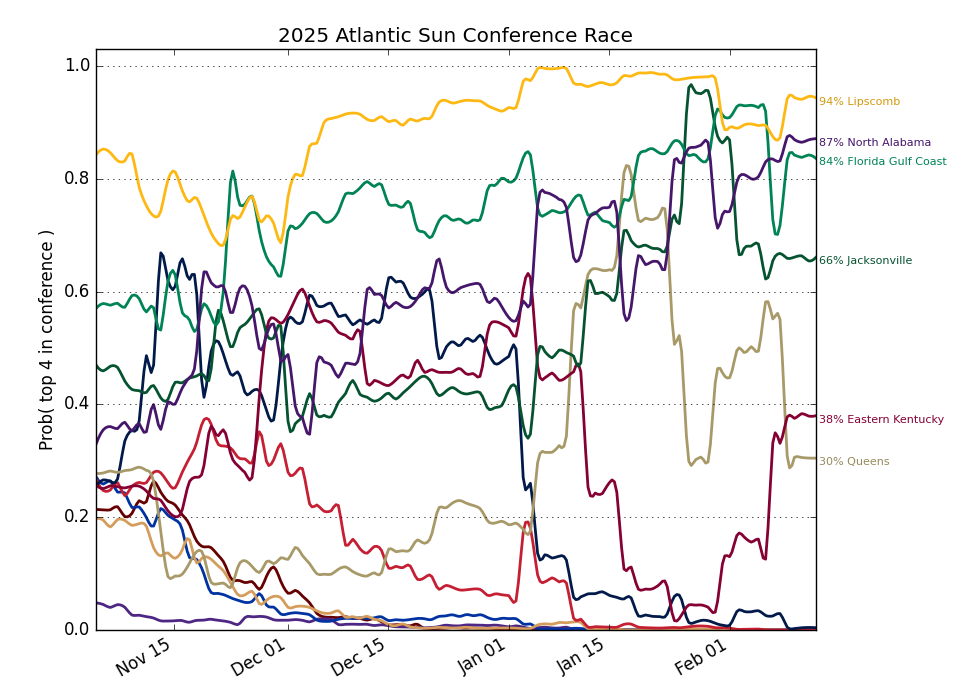 2025 Atlantic Sun Conference Race
Prob( top 4 in conference )
1.0
0.8
0.6
0.4
0.2
0.0
Nov 15
Dec 01
Dec 15
Jan 01
Jan 15
Feb 01
94% Lipscomb
87% North Alabama
84% Florida Gulf Coast
66% Jacksonville
38% Eastern Kentucky
30% Queens